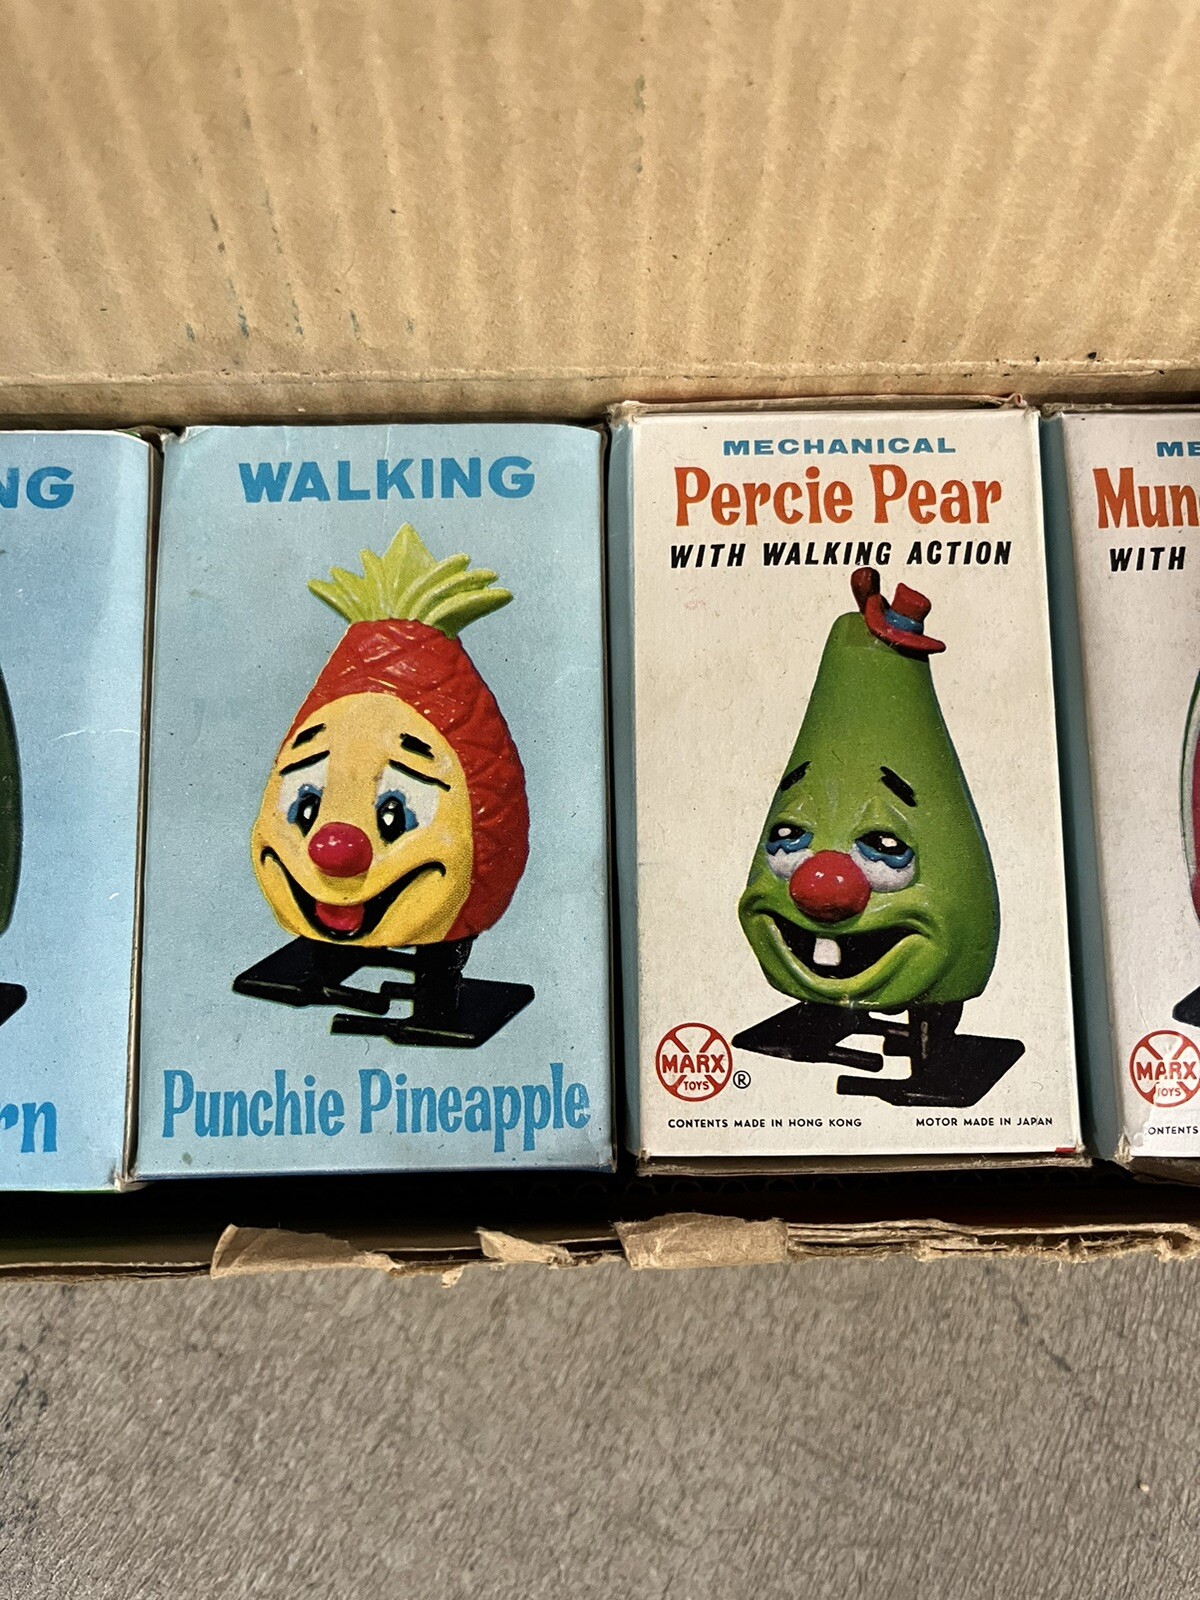 NG
rn
WALKING
Punchie Pineapple
MECHANICAL
Percie Pear
WITH WALKING ACTION
MARX
TOYS
®
CONTENTS MADE IN HONG KONG
MOTOR MADE IN JAPAN
ME
Mun
WITH
MARX
TOYS
ONTENTS